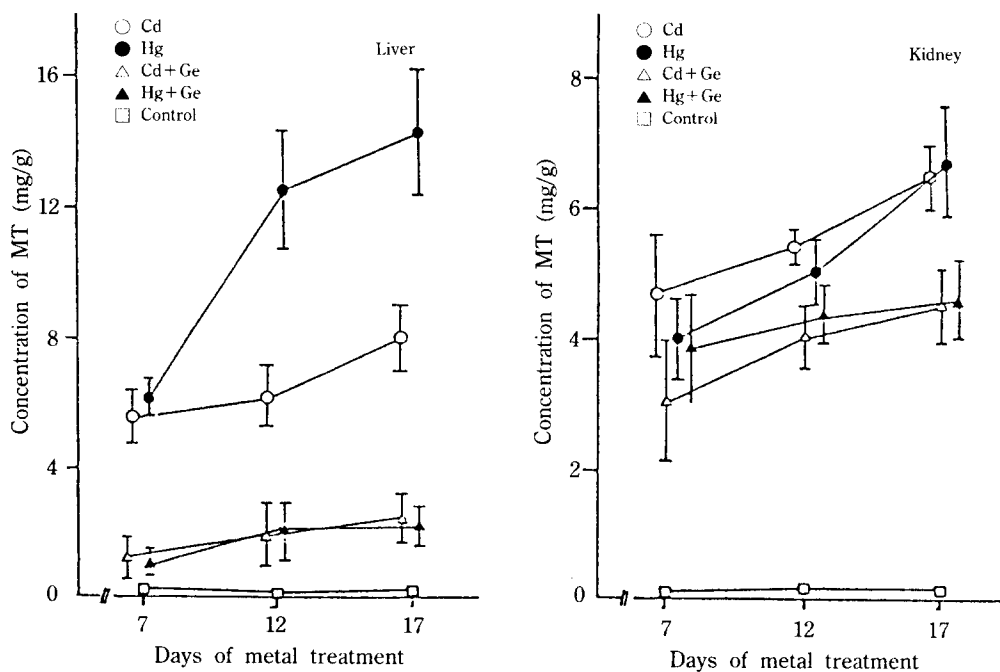 Cd
Hg
Cd+Ge
Hg+Ge
Control
Liver
16
12
8
4
0
Concentration of MT (mg/g)
7
12
17
Days of metal treatment
Cd
Hg
Cd+Ge
Hg+Ge
Control
Kidney
8
6
4
2
0
Concentration of MT (mg/g)
7
12
17
Days of metal treatment